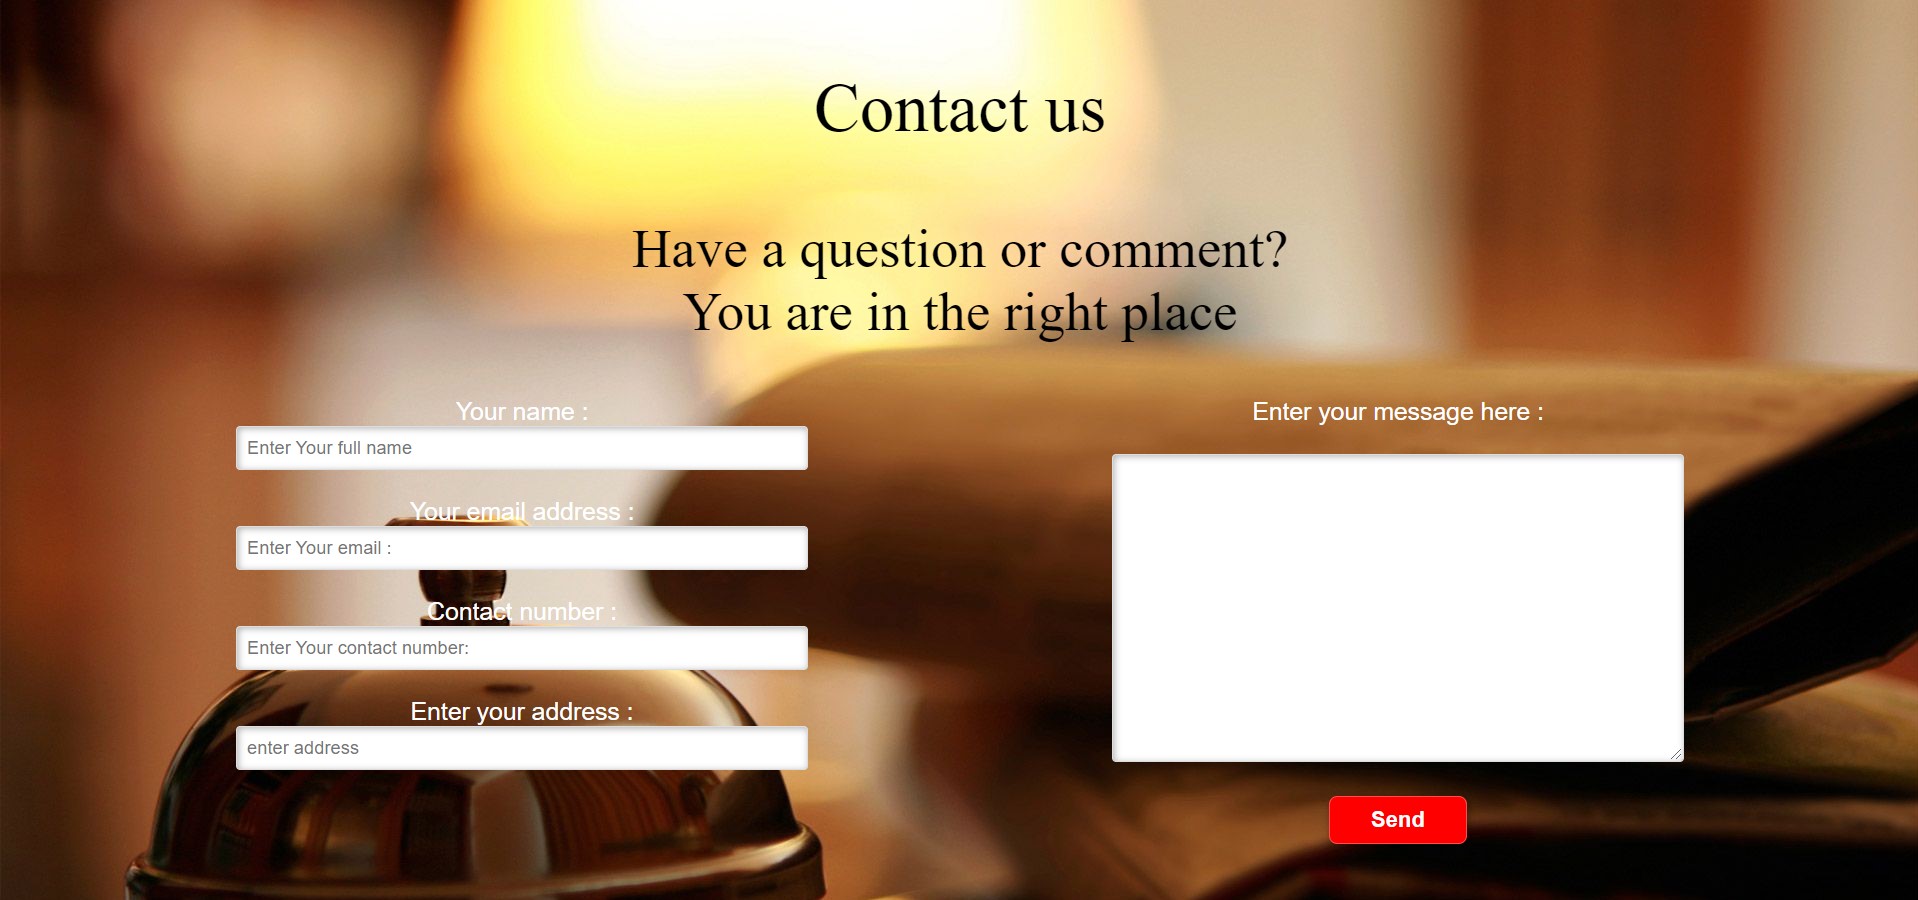 Contact us
Have a question or comment?
You are in the right place
Your name :
Enter Your full name
Your email address :
Enter Your email :
Contact number :
Enter Your contact number:
Enter your address :
enter address
Enter your message here :
Send